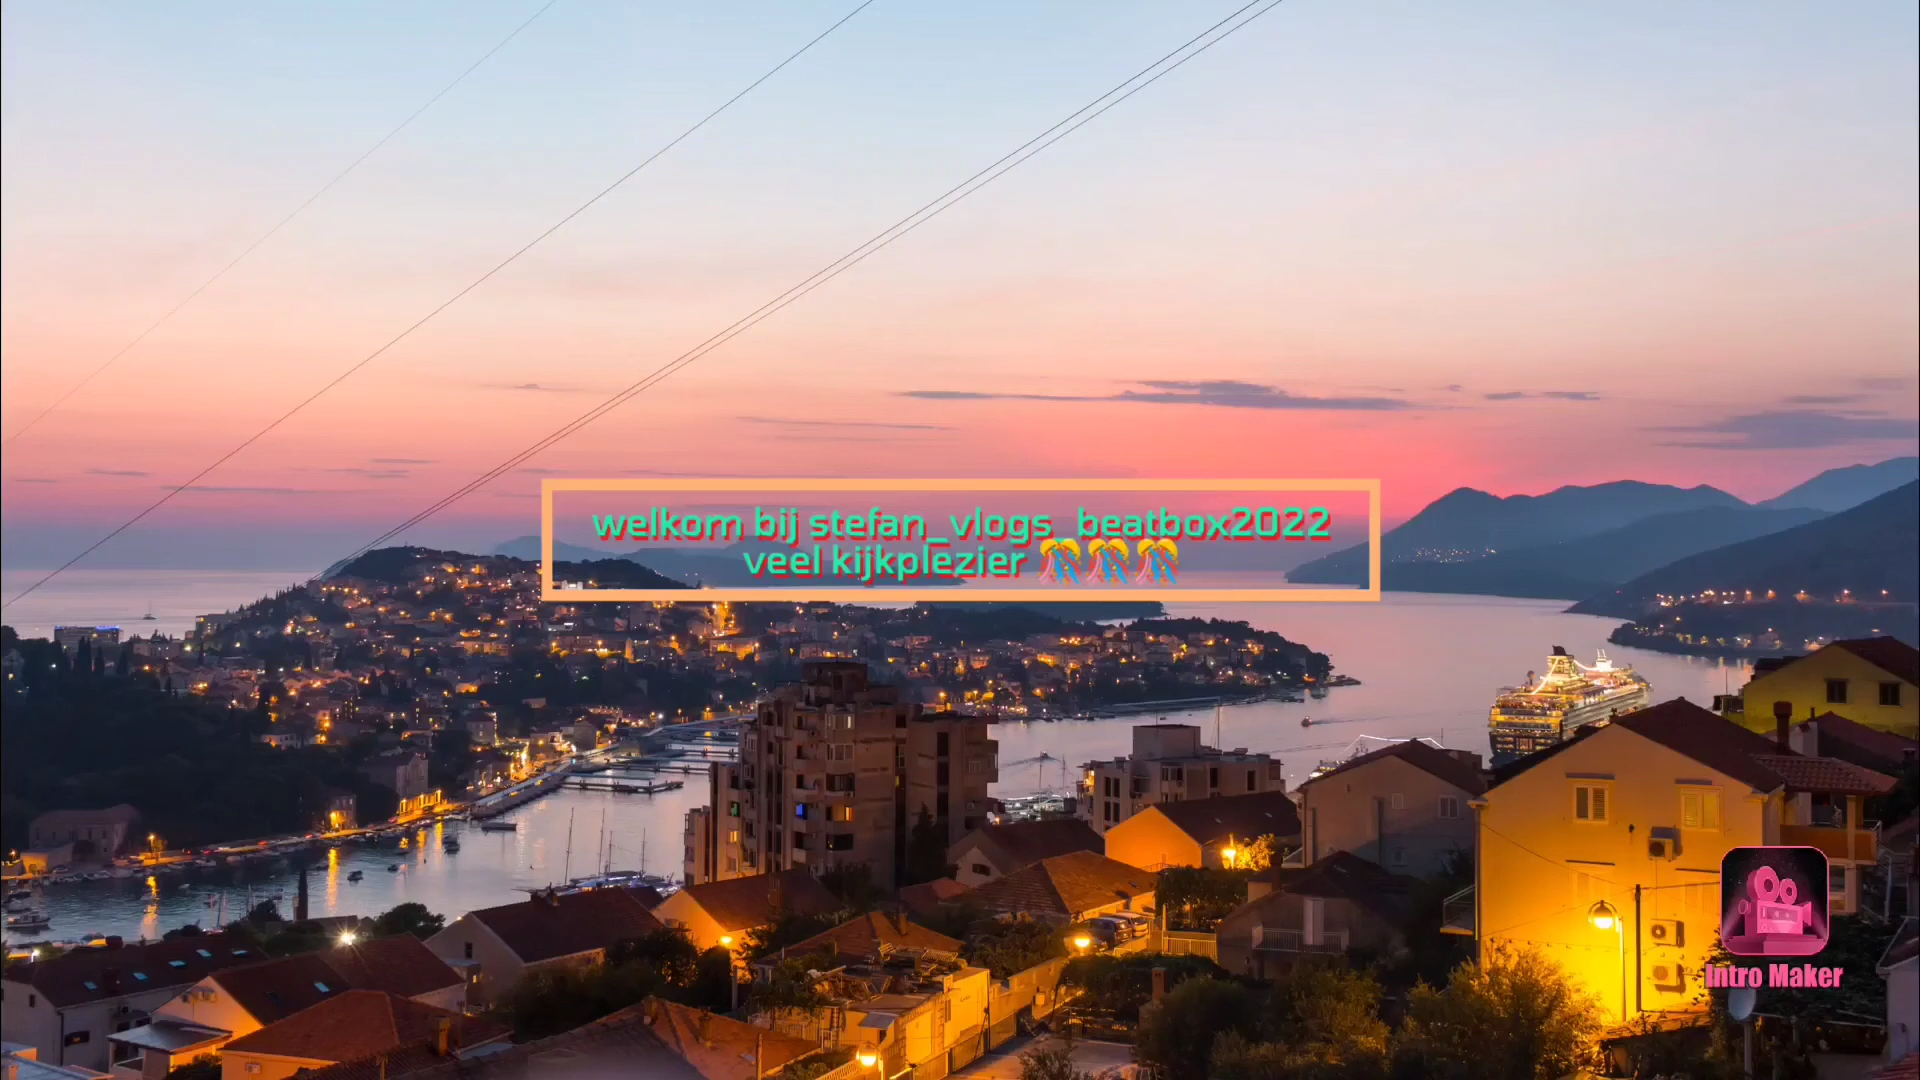 welkom bij stefan_vlogs_beatbox2022
veel kijkplezier 🎊🎊🎊
Intro Maker